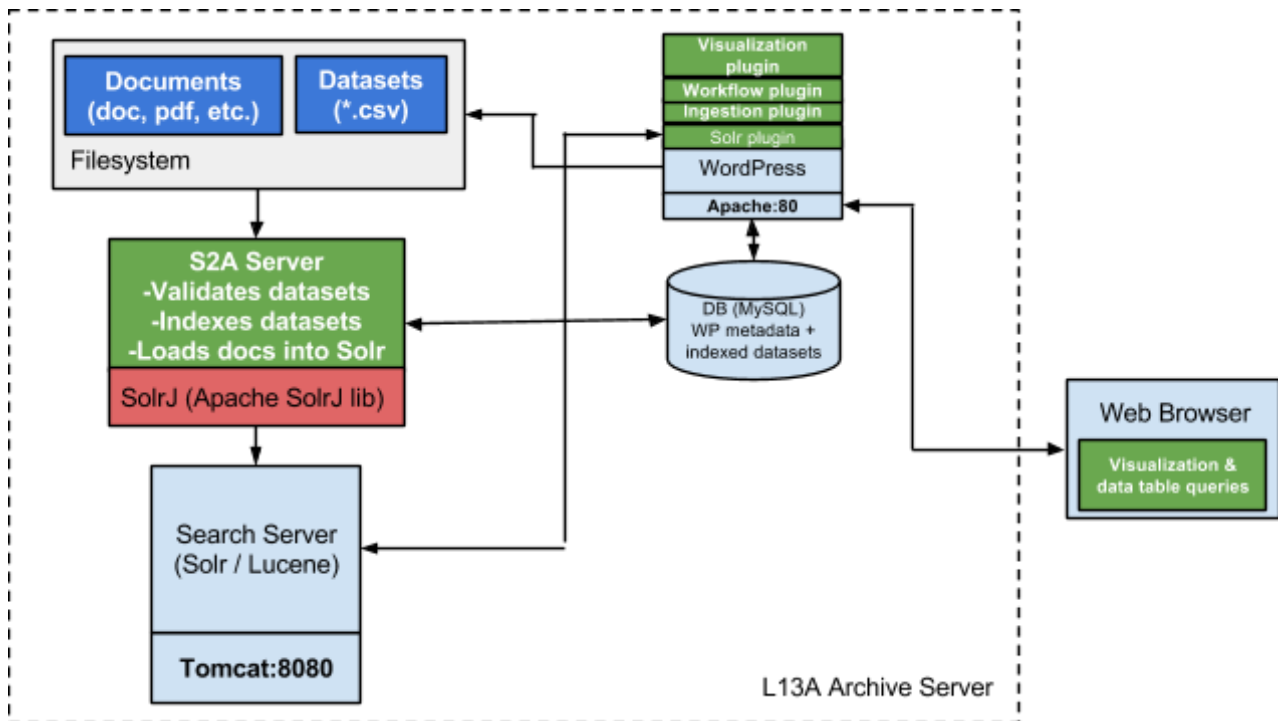 Documents
(doc, pdf, etc.)
Datasets
(*.csv)
Filesystem
Visualization
plugin
Workflow plugin
Ingestion plugin
Solr plugin
WordPress
Apache:80
S2A Server
-Validates datasets
-Indexes datasets
-Loads docs into Solr
SolrJ (Apache SolrJ lib)
DB (MySQL)
WP metadata +
indexed datasets
Web Browser
Visualization &
data table queries
Search Server
(Solr / Lucene)
Tomcat:8080
L13A Archive Server